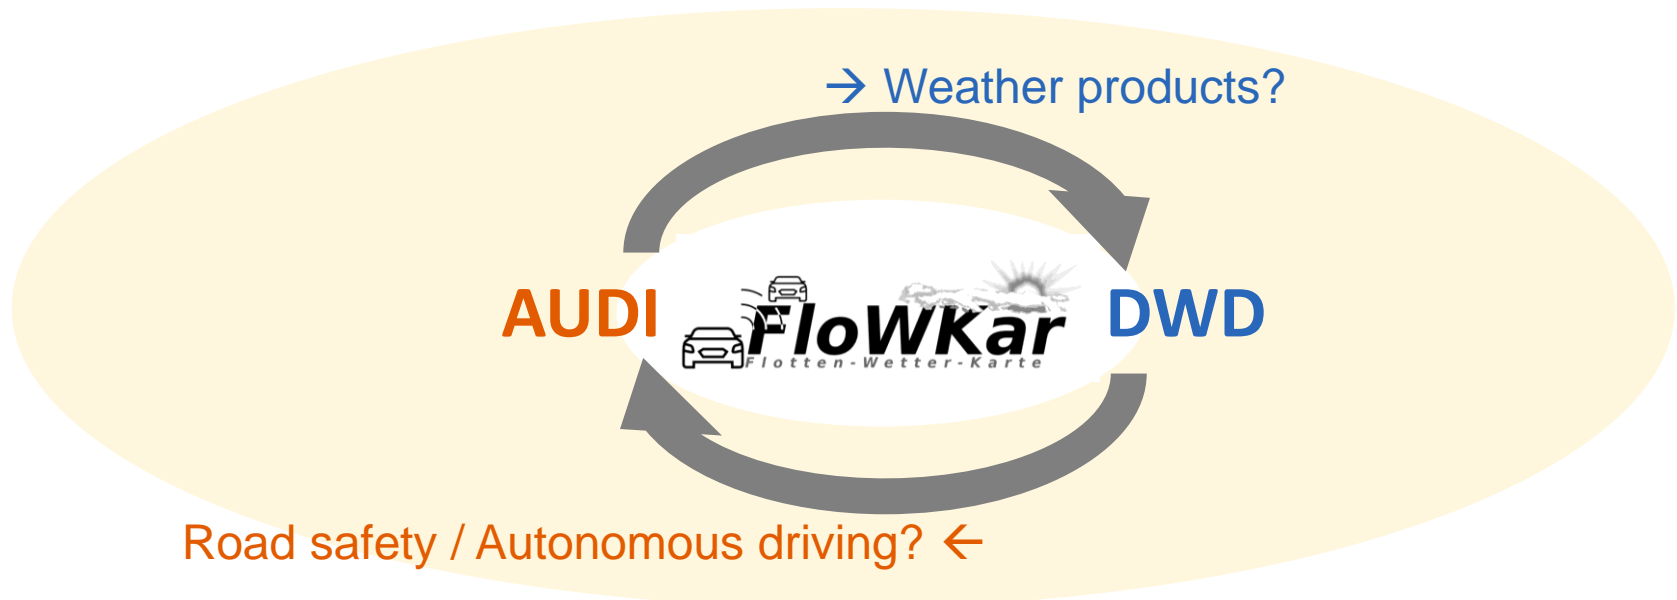 → Weather products?
AUDI
FloWKar
Flotten-Wetter-Karte
DWD
Road safety / Autonomous driving? ←